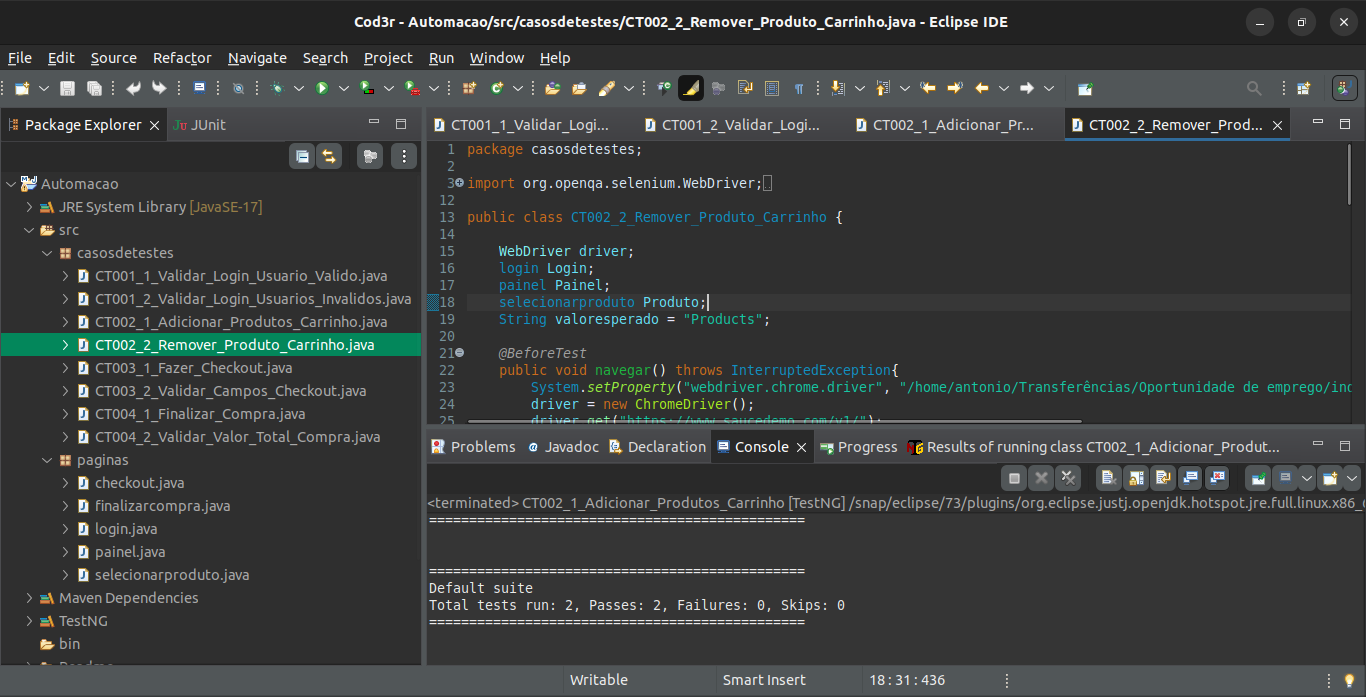 Cod3r - Automacao/src/casosdetestes/CT002_2_Remover_Produto_Carrinho.java - Eclipse IDE
File Edit Source Refactor Navigate Search Project Run Window Help
Package Explorer
JUnit
Automacao
JRE System Library [JavaSE-17]
src
casosdetestes
CT001_1_Validar_Login_Usuario_Valido.java
CT001_2_Validar_Login_Usuarios_Invalidos.java
CT002_1_Adicionar_Produtos_Carrinho.java
CT002_2_Remover_Produto_Carrinho.java
CT003_1_Fazer_Checkout.java
CT003_2_Validar_Campos_Checkout.java
CT004_1_Finalizar_Compra.java
CT004_2_Validar_Valor_Total_Compra.java
paginas
checkout.java
finalizarcompra.java
login.java
painel.java
selecionarproduto.java
Maven Dependencies
TestNG
bin
CT001_1_Validar_Logi... CT001_2_Validar_Logi... CT002_1_Adicionar_Pr... CT002_2_Remover_Prod...
1 package casosdetestes;
2
3 import org.openqa.selenium.WebDriver;
12
13 public class CT002_2_Remover_Produto_Carrinho {
14
15 WebDriver driver;
16 login Login;
17 painel Painel;
18 selecionarproduto Produto;
19 String valoresperado = "Products";
20
21 @BeforeTest
22 public void navegar() throws InterruptedException{
23 System.setProperty("webdriver.chrome.driver", "/home/antonio/Transferências/Oportunidade de emprego/inc
24 driver = new ChromeDriver();
25 driver.get("https://www.saucedemo.com/v1/");
Problems @ Javadoc Declaration Console Progress Results of running class CT002_1_Adicionar_Produt...
<terminated> CT002_1_Adicionar_Produtos_Carrinho [TestNG] /snap/eclipse/73/plugins/org.eclipse.justj.openjdk.hotspot.jre.full.linux.x86_
===============================================
===============================================
Default suite
Total tests run: 2, Passes: 2, Failures: 0, Skips: 0
===============================================
Writable Smart Insert 18 : 31 : 436